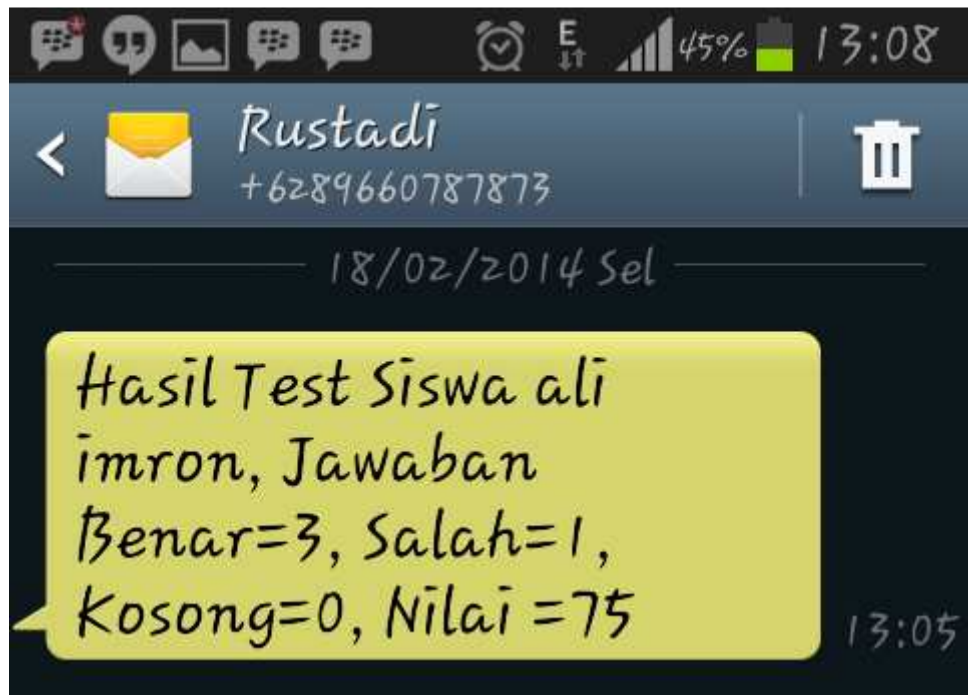 E 45% 13:08
Rustadi
+6289660787873
18/02/2014 Sel
Hasil Test Siswa ali
imron, Jawaban
Benar=3, Salah=1,
Kosong=0, Nilai =75
13:05